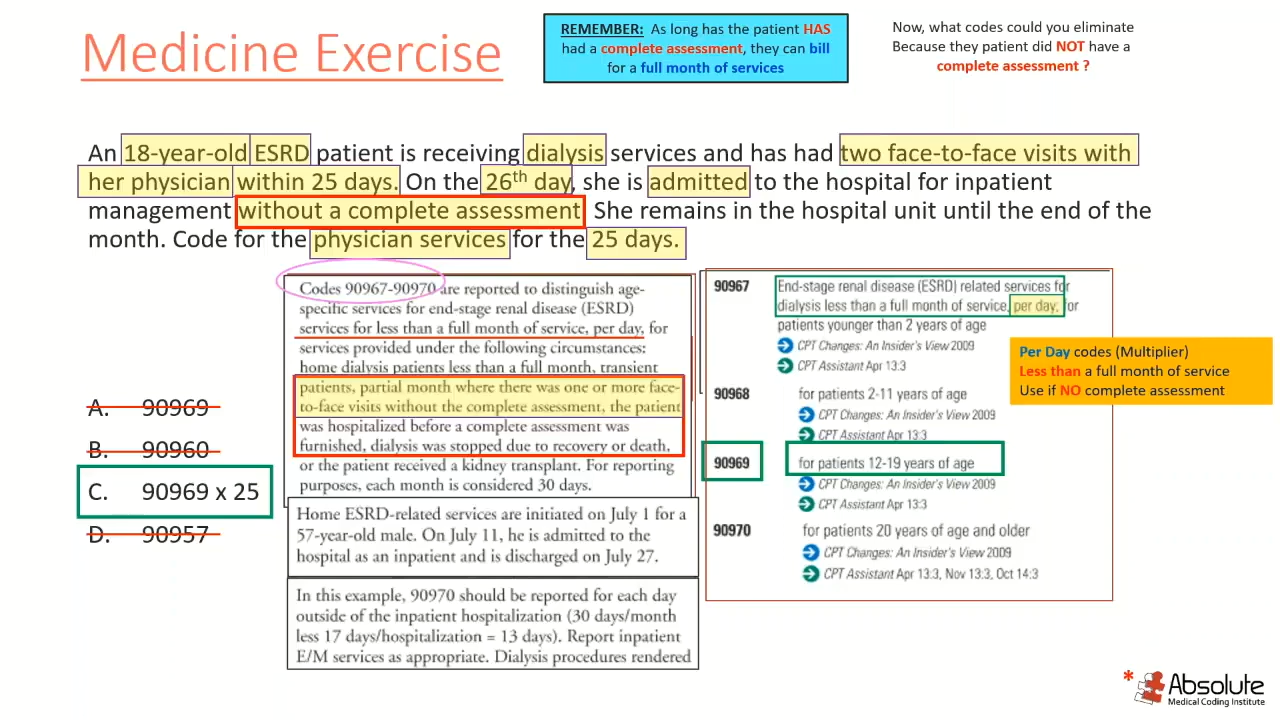 Medicine Exercise
REMEMBER: As long has the patient HAS
had a complete assessment, they can bill
for a full month of services
Now, what codes could you eliminate
Because they patient did NOT have a
complete assessment ?
An 18-year-old ESRD patient is receiving dialysis services and has had two face-to-face visits with
her physician within 25 days. On the 26th day, she is admitted to the hospital for inpatient
management without a complete assessment. She remains in the hospital unit until the end of the
month. Code for the physician services for the 25 days.
A. 90969
B. 90960
C. 90969 x 25
D. 90957
Codes 90967-90970 are reported to distinguish age-
specific services for end-stage renal disease (ESRD)
services for less than a full month of service, per day, for
services provided under the following circumstances:
home dialysis patients less than a full month, transient
patients, partial month where there was one or more face-
to-face visits without the complete assessment, the patient
was hospitalized before a complete assessment was
furnished, dialysis was stopped due to recovery or death,
or the patient received a kidney transplant. For reporting
purposes, each month is considered 30 days.
Home ESRD-related services are initiated on July 1 for a
57-year-old male. On July 11, he is admitted to the
hospital as an inpatient and is discharged on July 27.
In this example, 90970 should be reported for each day
outside of the inpatient hospitalization (30 days/month
less 17 days/hospitalization = 13 days). Report inpatient
E/M services as appropriate. Dialysis procedures rendered
90967 End-stage renal disease (ESRD) related services for
dialysis less than a full month of service, per day; for
patients younger than 2 years of age
CPT Changes: An Insider's View 2009
CPT Assistant Apr 13:3
90968 for patients 2-11 years of age
CPT Changes: An Insider's View 2009
CPT Assistant Apr 13:3
90969 for patients 12-19 years of age
CPT Changes: An Insider's View 2009
CPT Assistant Apr 13:3
90970 for patients 20 years of age and older
CPT Changes: An Insider's View 2009
CPT Assistant Apr 13:3, Nov 13:3, Oct 14:3
Per Day codes (Multiplier)
Less than a full month of service
Use if NO complete assessment
* Absolute
Medical Coding Institute